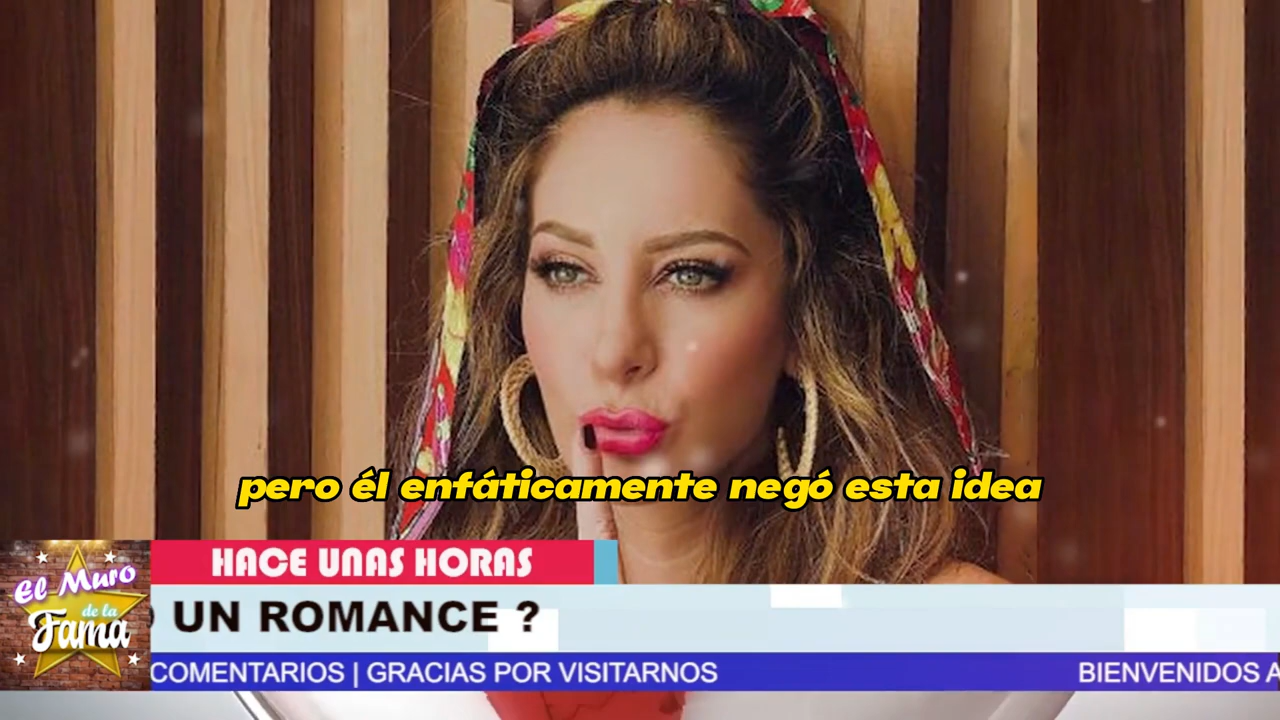 pero él enfáticamente negó esta idea
HACE UNAS HORAS
El Muro
de la
Fama
UN ROMANCE ?
COMENTARIOS | GRACIAS POR VISITARNOS
BIENVENIDOS A